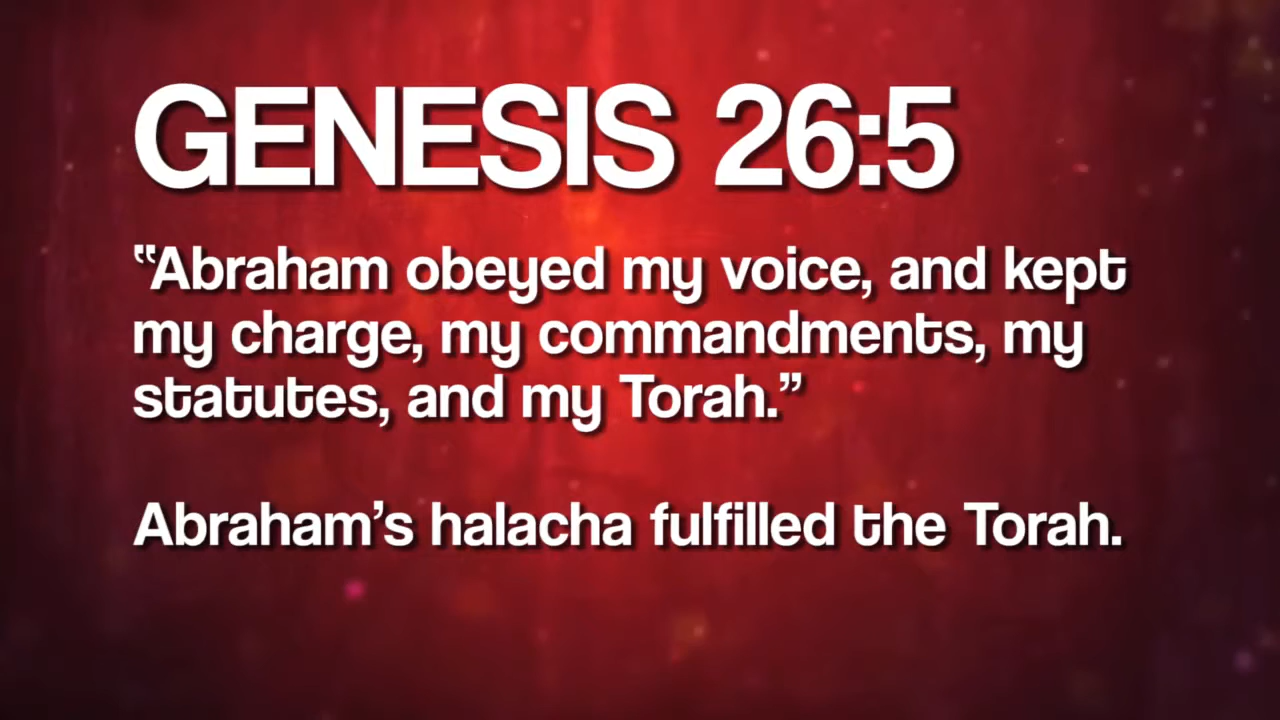 GENESIS 26:5
“Abraham obeyed my voice, and kept
my charge, my commandments, my
statutes, and my Torah.”
Abraham’s halacha fulfilled the Torah.